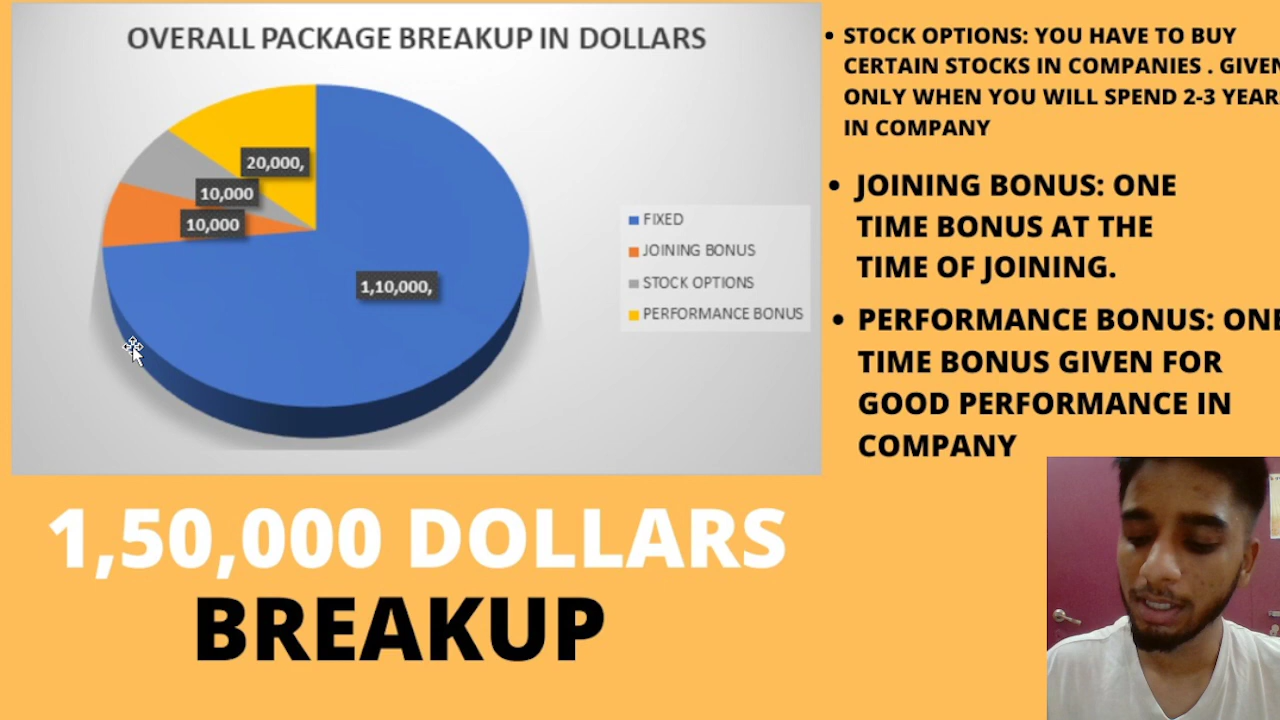 OVERALL PACKAGE BREAKUP IN DOLLARS
20,000,
10,000
10,000
1,10,000,
FIXED
JOINING BONUS
STOCK OPTIONS
PERFORMANCE BONUS
• STOCK OPTIONS: YOU HAVE TO BUY
CERTAIN STOCKS IN COMPANIES . GIVEN
ONLY WHEN YOU WILL SPEND 2-3 YEAR
IN COMPANY
• JOINING BONUS: ONE
TIME BONUS AT THE
TIME OF JOINING.
• PERFORMANCE BONUS: ONE
TIME BONUS GIVEN FOR
GOOD PERFORMANCE IN
COMPANY
1,50,000 DOLLARS
BREAKUP